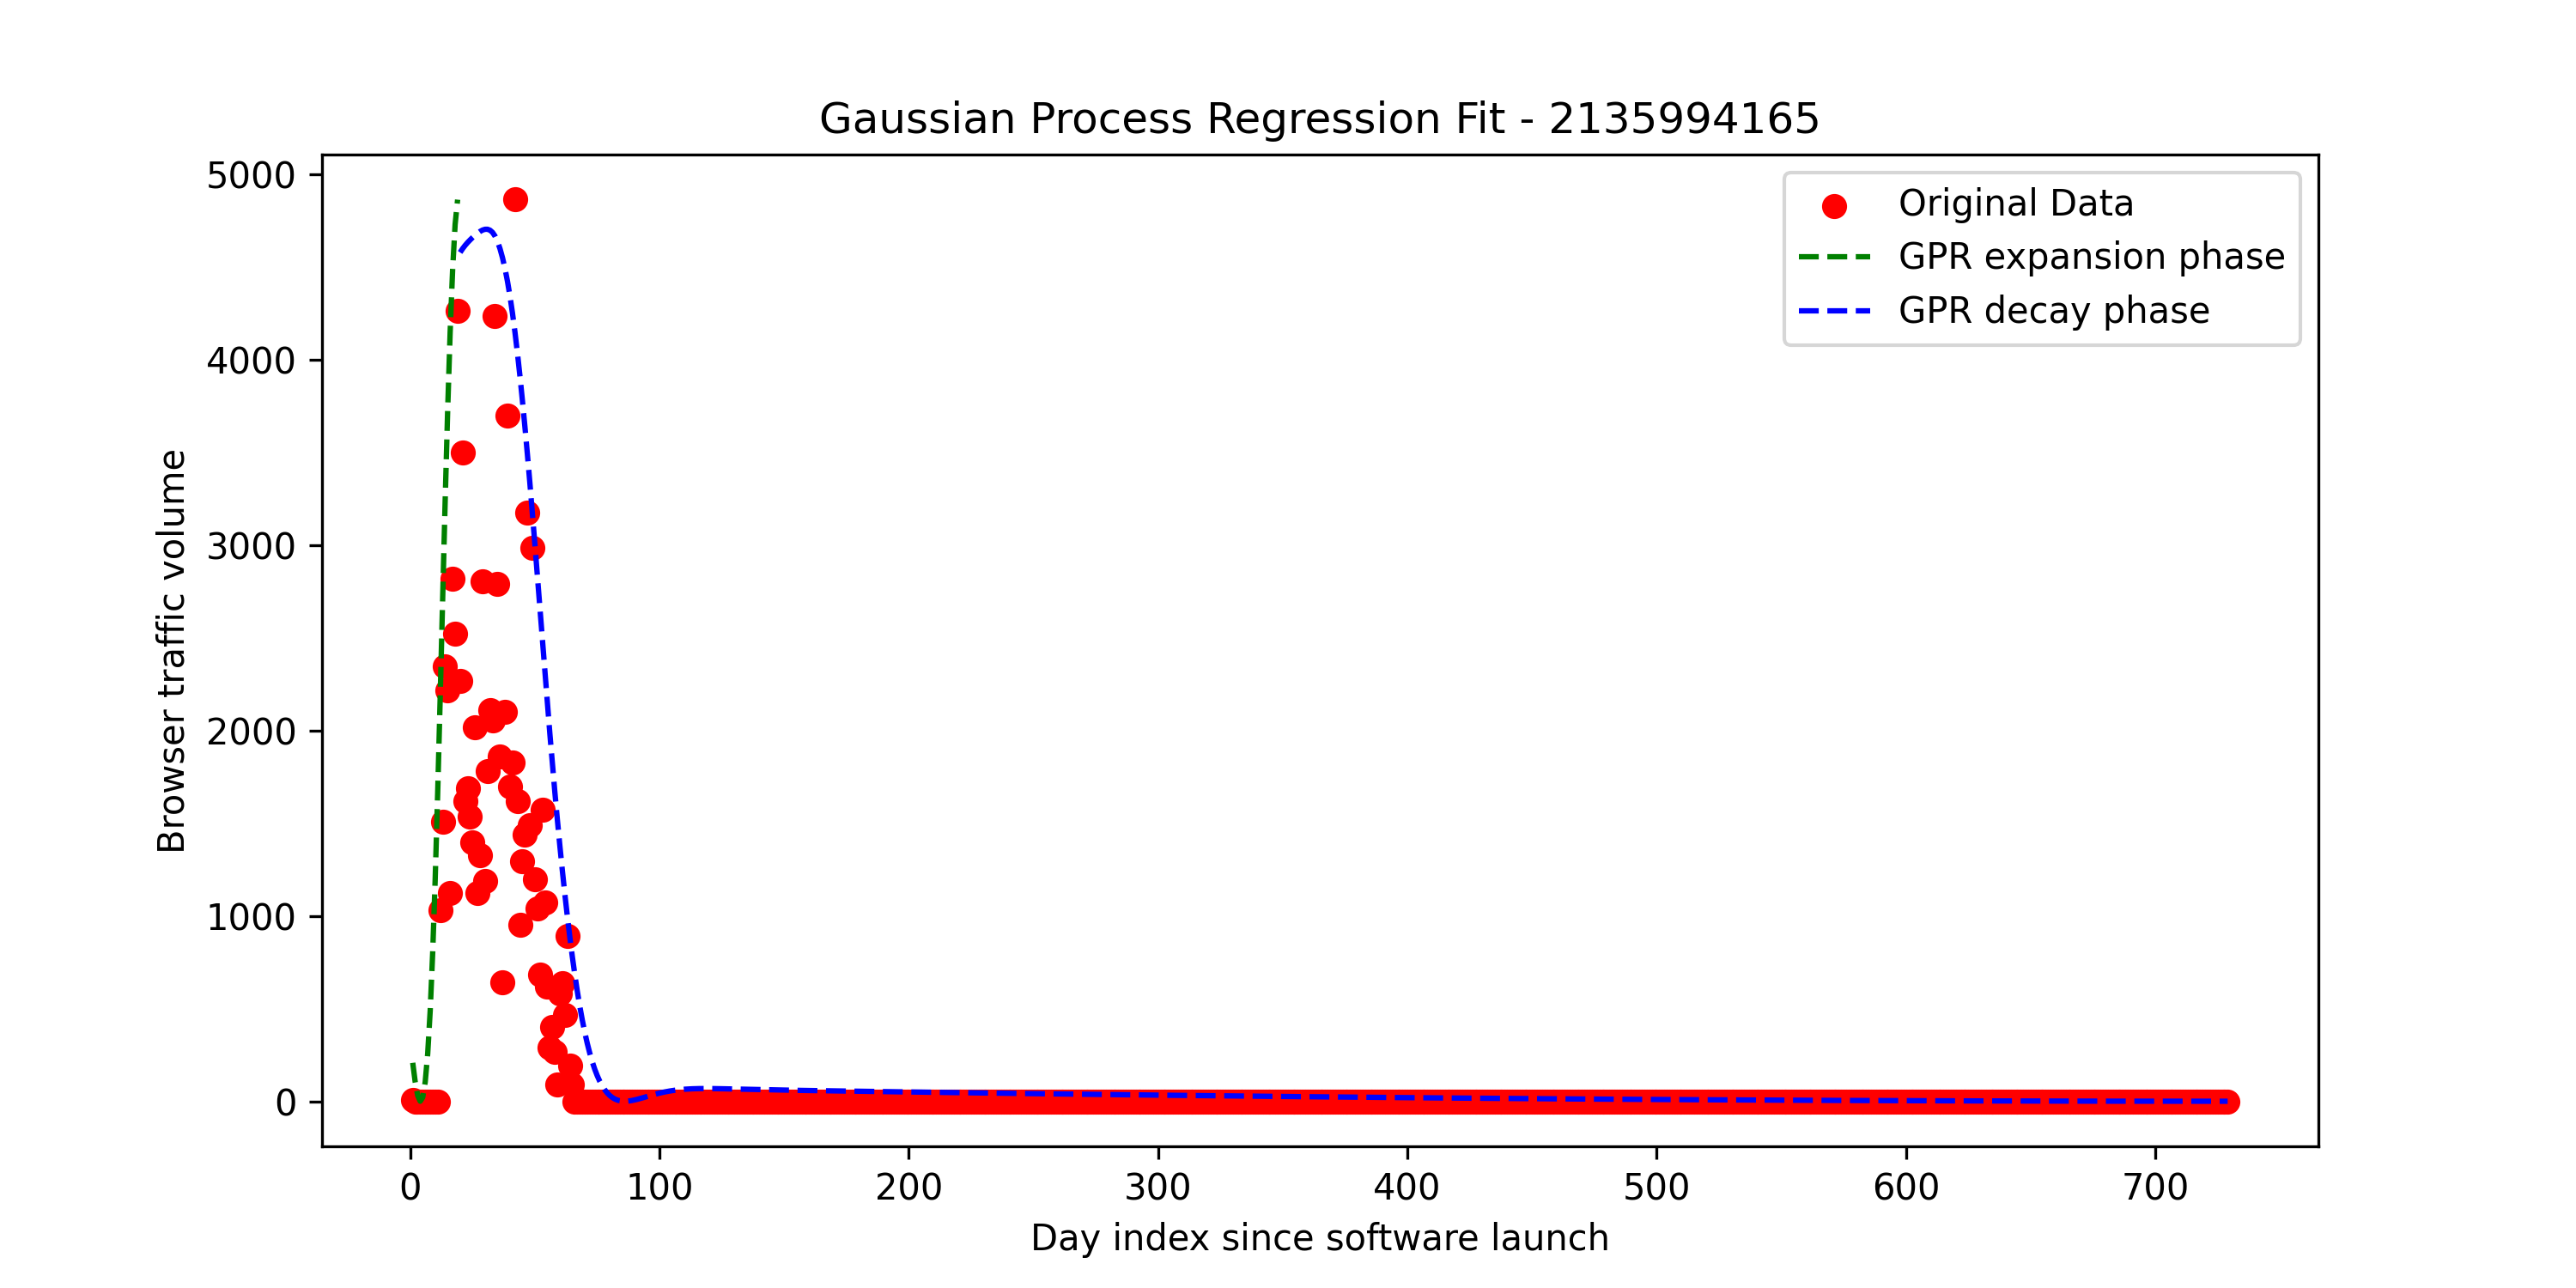 Gaussian Process Regression Fit - 2135994165
Original Data
GPR expansion phase
GPR decay phase
Browser traffic volume
5000
4000
3000
2000
1000
0
0 100 200 300 400 500 600 700
Day index since software launch